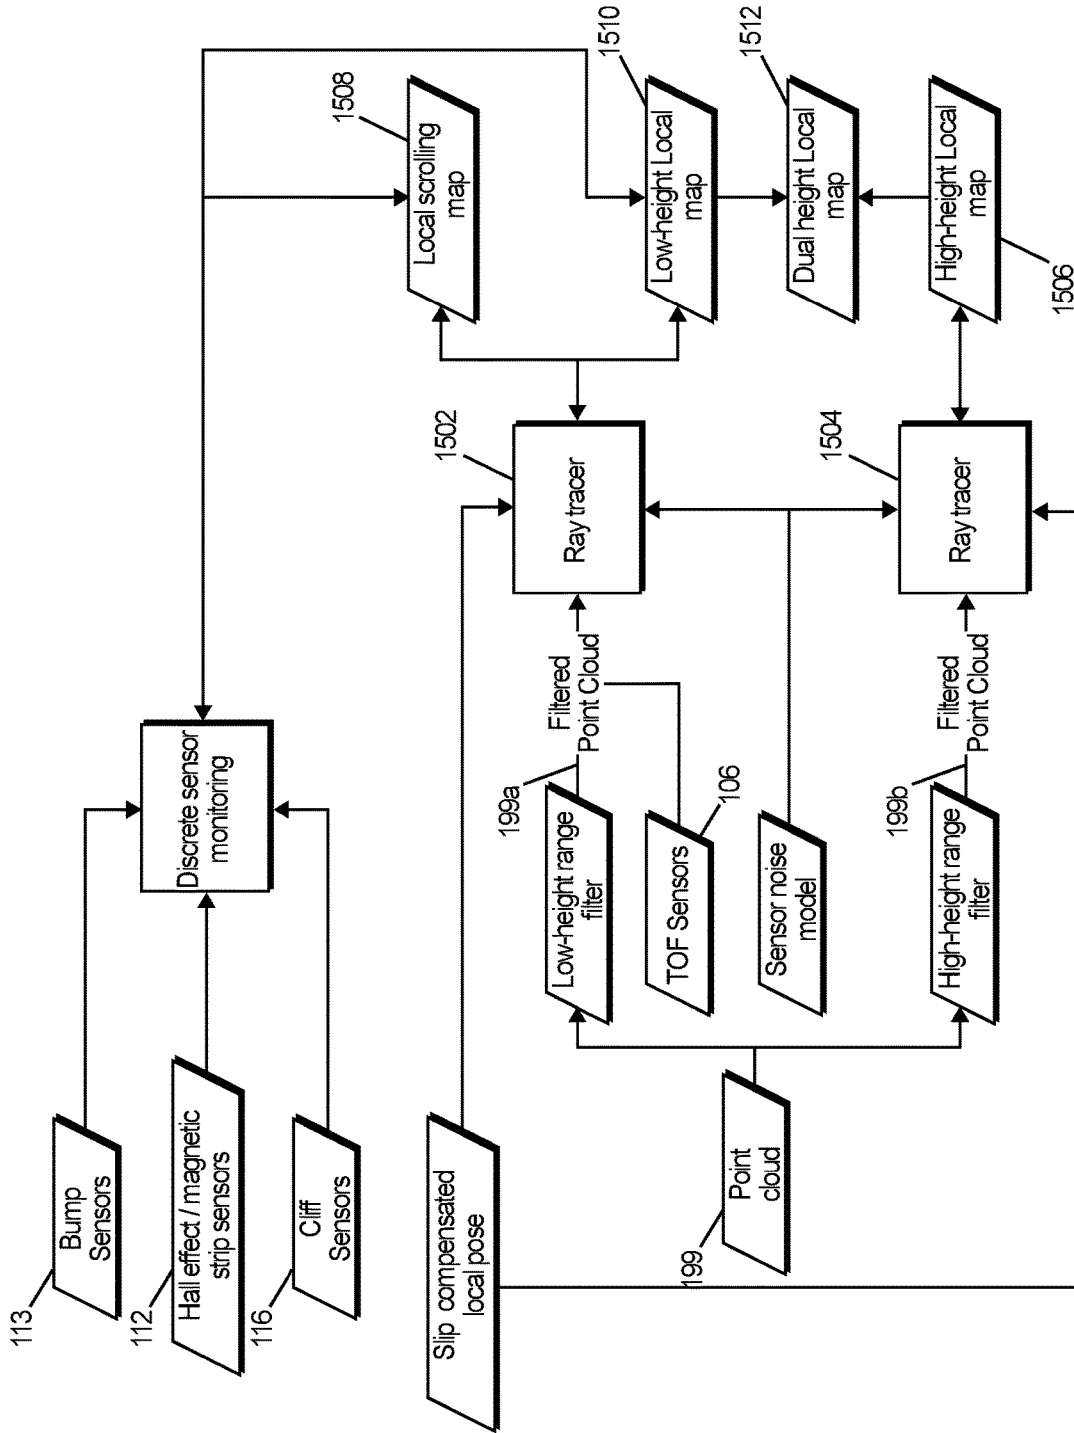 113
Bump
Sensors
112
Hall effect / magnetic
strip sensors
116
Cliff
Sensors
Discrete sensor
monitoring
1508
Local scrolling
map
Slip compensated
local pose
1502
Ray tracer
199a
Filtered
Point Cloud
Low-height range
filter
1510
Low-height Local
map
106
TOF Sensors
199
Point
cloud
Sensor noise
model
1512
Dual height Local
map
1504
Ray tracer
199b
Filtered
Point Cloud
High-height range
filter
High-height Local
map
1506